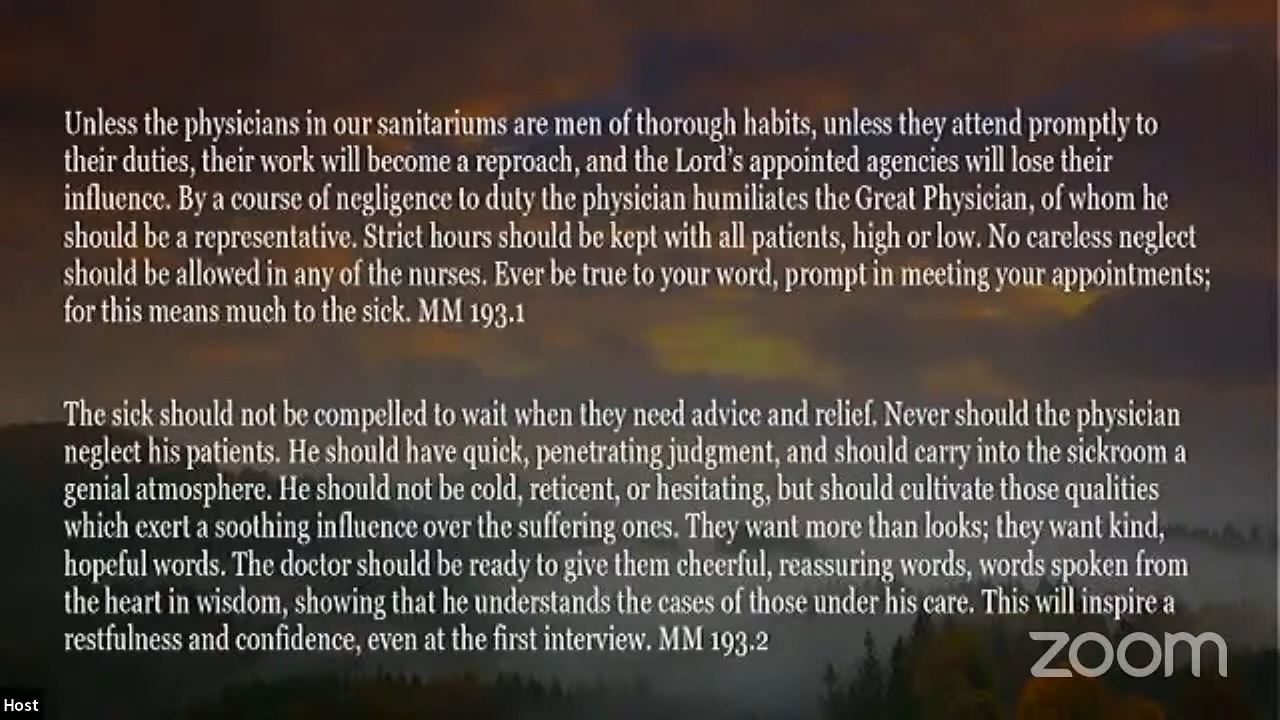 Unless the physicians in our sanitariums are men of thorough habits, unless they attend promptly to
their duties, their work will become a reproach, and the Lord's appointed agencies will lose their
influence. By a course of negligence to duty the physician humiliates the Great Physician, of whom he
should be a representative. Strict hours should be kept with all patients, high or low. No careless neglect
should be allowed in any of the nurses. Ever be true to your word, prompt in meeting your appointments;
for this means much to the sick. MM 193.1
The sick should not be compelled to wait when they need advice and relief. Never should the physician
neglect his patients. He should have quick, penetrating judgment, and should carry into the sickroom a
genial atmosphere. He should not be cold, reticent, or hesitating, but should cultivate those qualities
which exert a soothing influence over the suffering ones. They want more than looks; they want kind,
hopeful words. The doctor should be ready to give them cheerful, reassuring words, words spoken from
the heart in wisdom, showing that he understands the cases of those under his care. This will inspire a
restfulness and confidence, even at the first interview. MM 193.2
zoom
Host